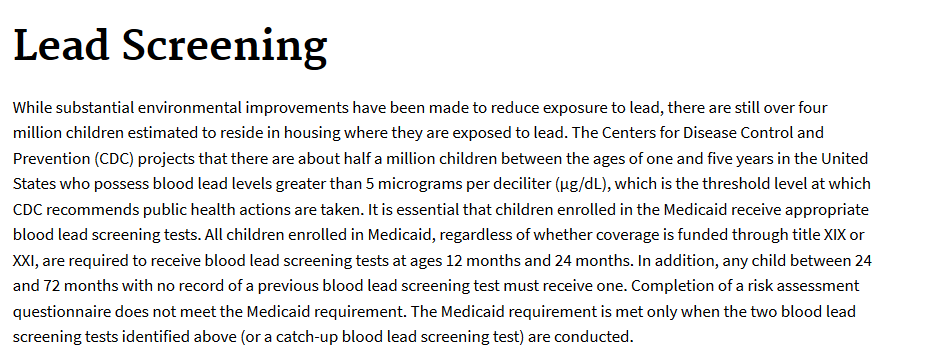 Lead Screening
While substantial environmental improvements have been made to reduce exposure to lead, there are still over four
million children estimated to reside in housing where they are exposed to lead. The Centers for Disease Control and
Prevention (CDC) projects that there are about half a million children between the ages of one and five years in the United
States who possess blood lead levels greater than 5 micrograms per deciliter (µg/dL), which is the threshold level at which
CDC recommends public health actions are taken. It is essential that children enrolled in the Medicaid receive appropriate
blood lead screening tests. All children enrolled in Medicaid, regardless of whether coverage is funded through title XIX or
XXI, are required to receive blood lead screening tests at ages 12 months and 24 months. In addition, any child between 24
and 72 months with no record of a previous blood lead screening test must receive one. Completion of a risk assessment
questionnaire does not meet the Medicaid requirement. The Medicaid requirement is met only when the two blood lead
screening tests identified above (or a catch-up blood lead screening test) are conducted.